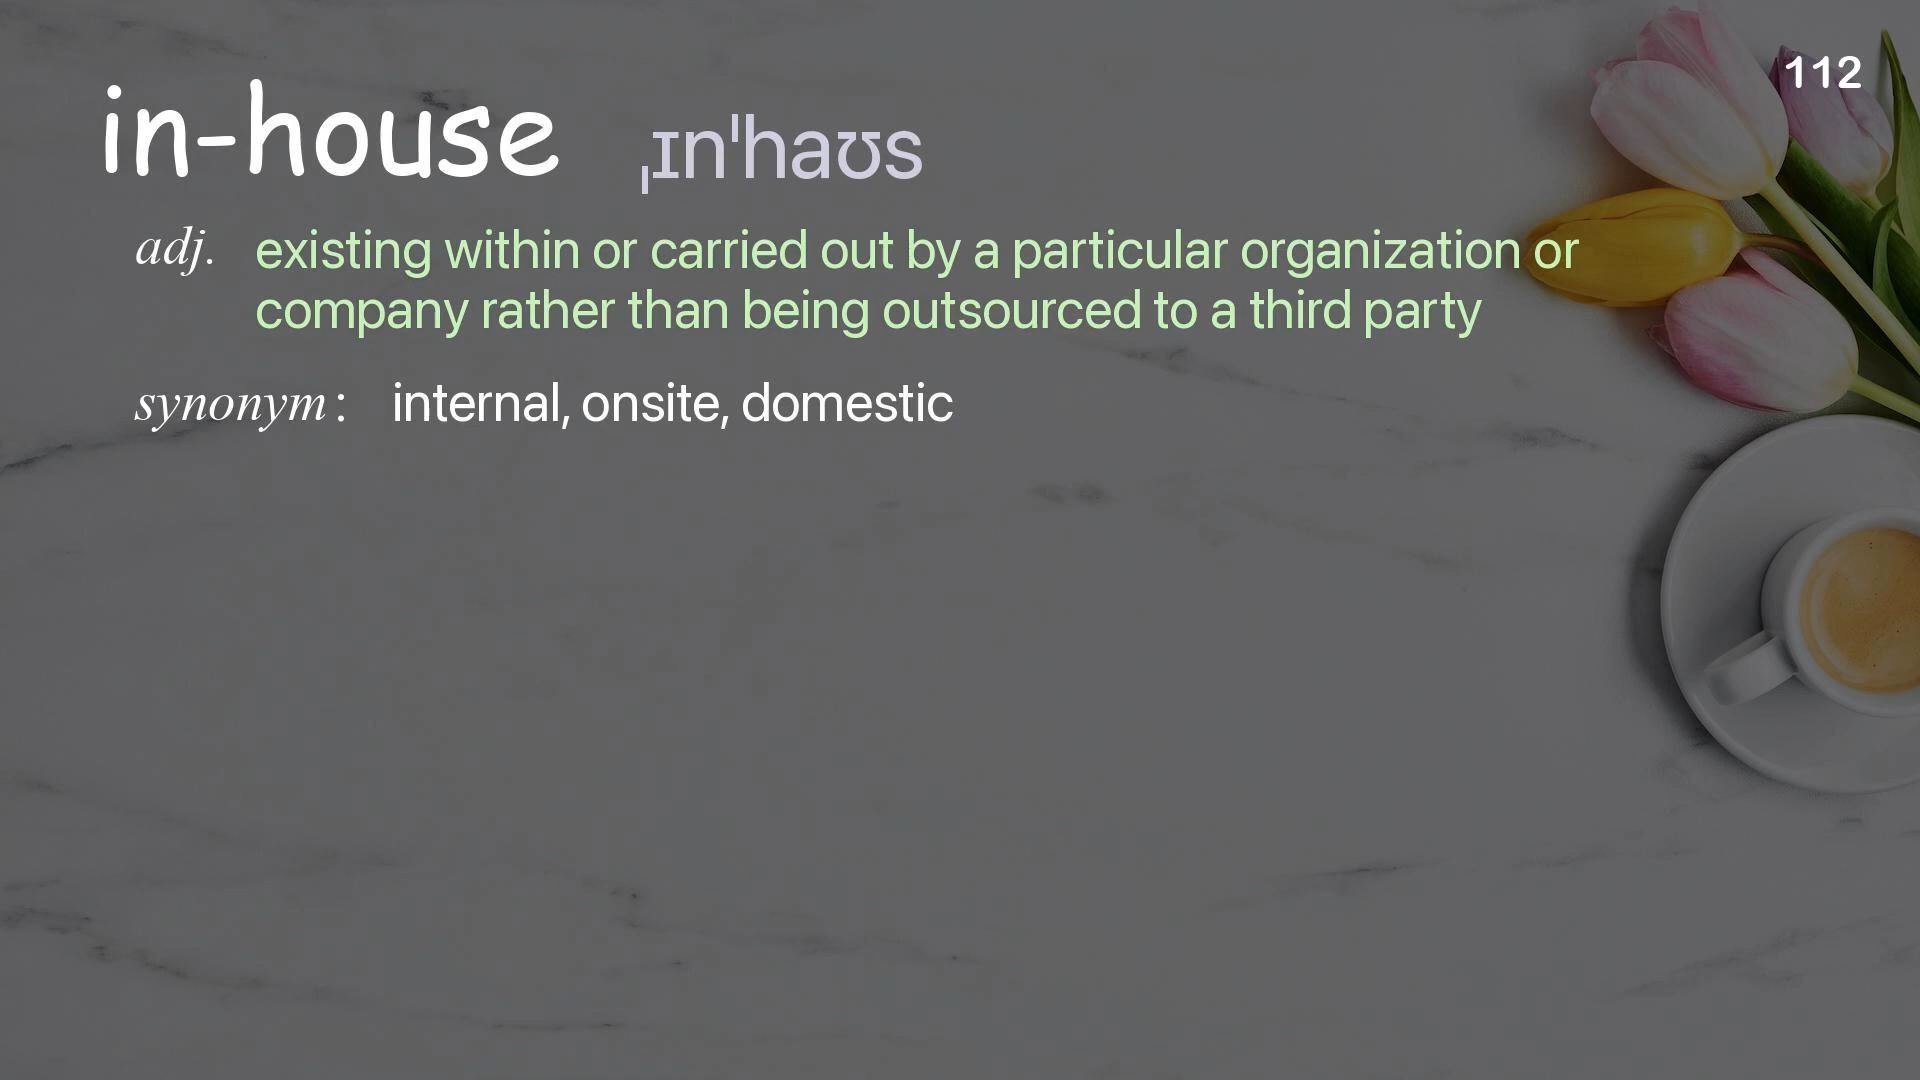 112
in-house ˌɪnˈhaʊs
adj. existing within or carried out by a particular organization or
company rather than being outsourced to a third party
synonym: internal, onsite, domestic